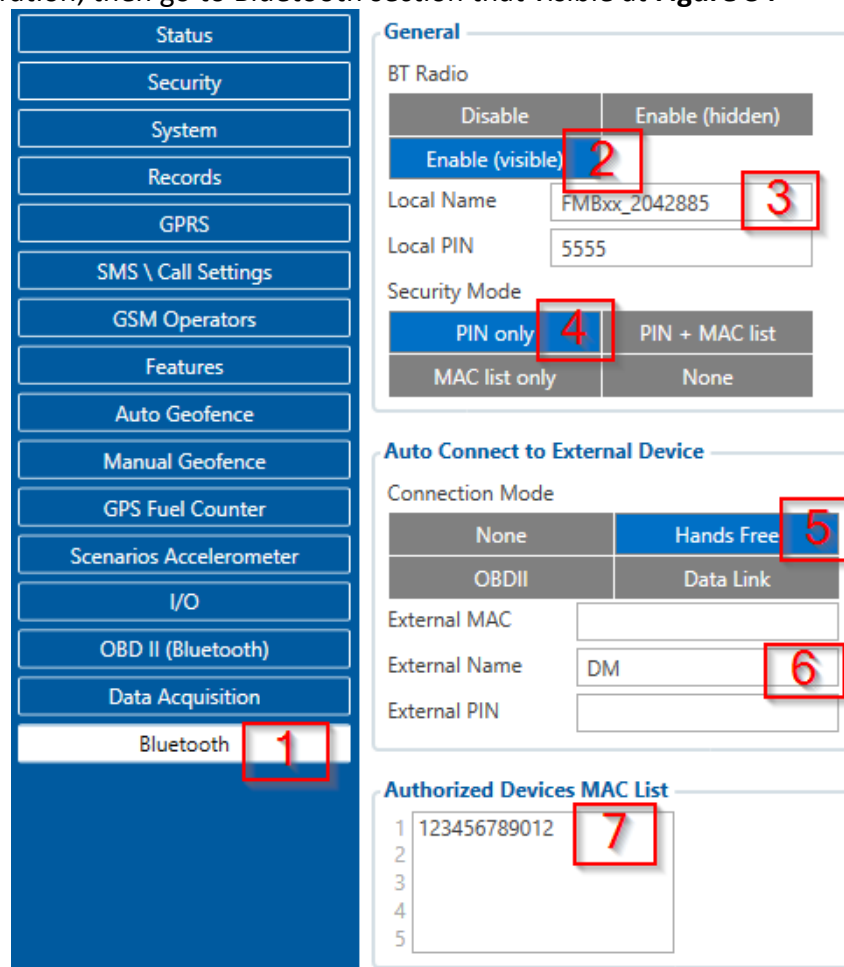 Status
Security
System
Records
GPRS
SMS \ Call Settings
GSM Operators
Features
Auto Geofence
Manual Geofence
GPS Fuel Counter
Scenarios Accelerometer
I/O
OBD II (Bluetooth)
Data Acquisition
Bluetooth 1
General
BT Radio
Disable Enable (hidden)
Enable (visible) 2
Local Name FMBxx_2042885 3
Local PIN 5555
Security Mode
PIN only 4 PIN + MAC list
MAC list only None
Auto Connect to External Device
Connection Mode
None Hands Free 5
OBDII Data Link
External MAC
External Name DM 6
External PIN
Authorized Devices MAC List
1 123456789012 7
2
3
4
5